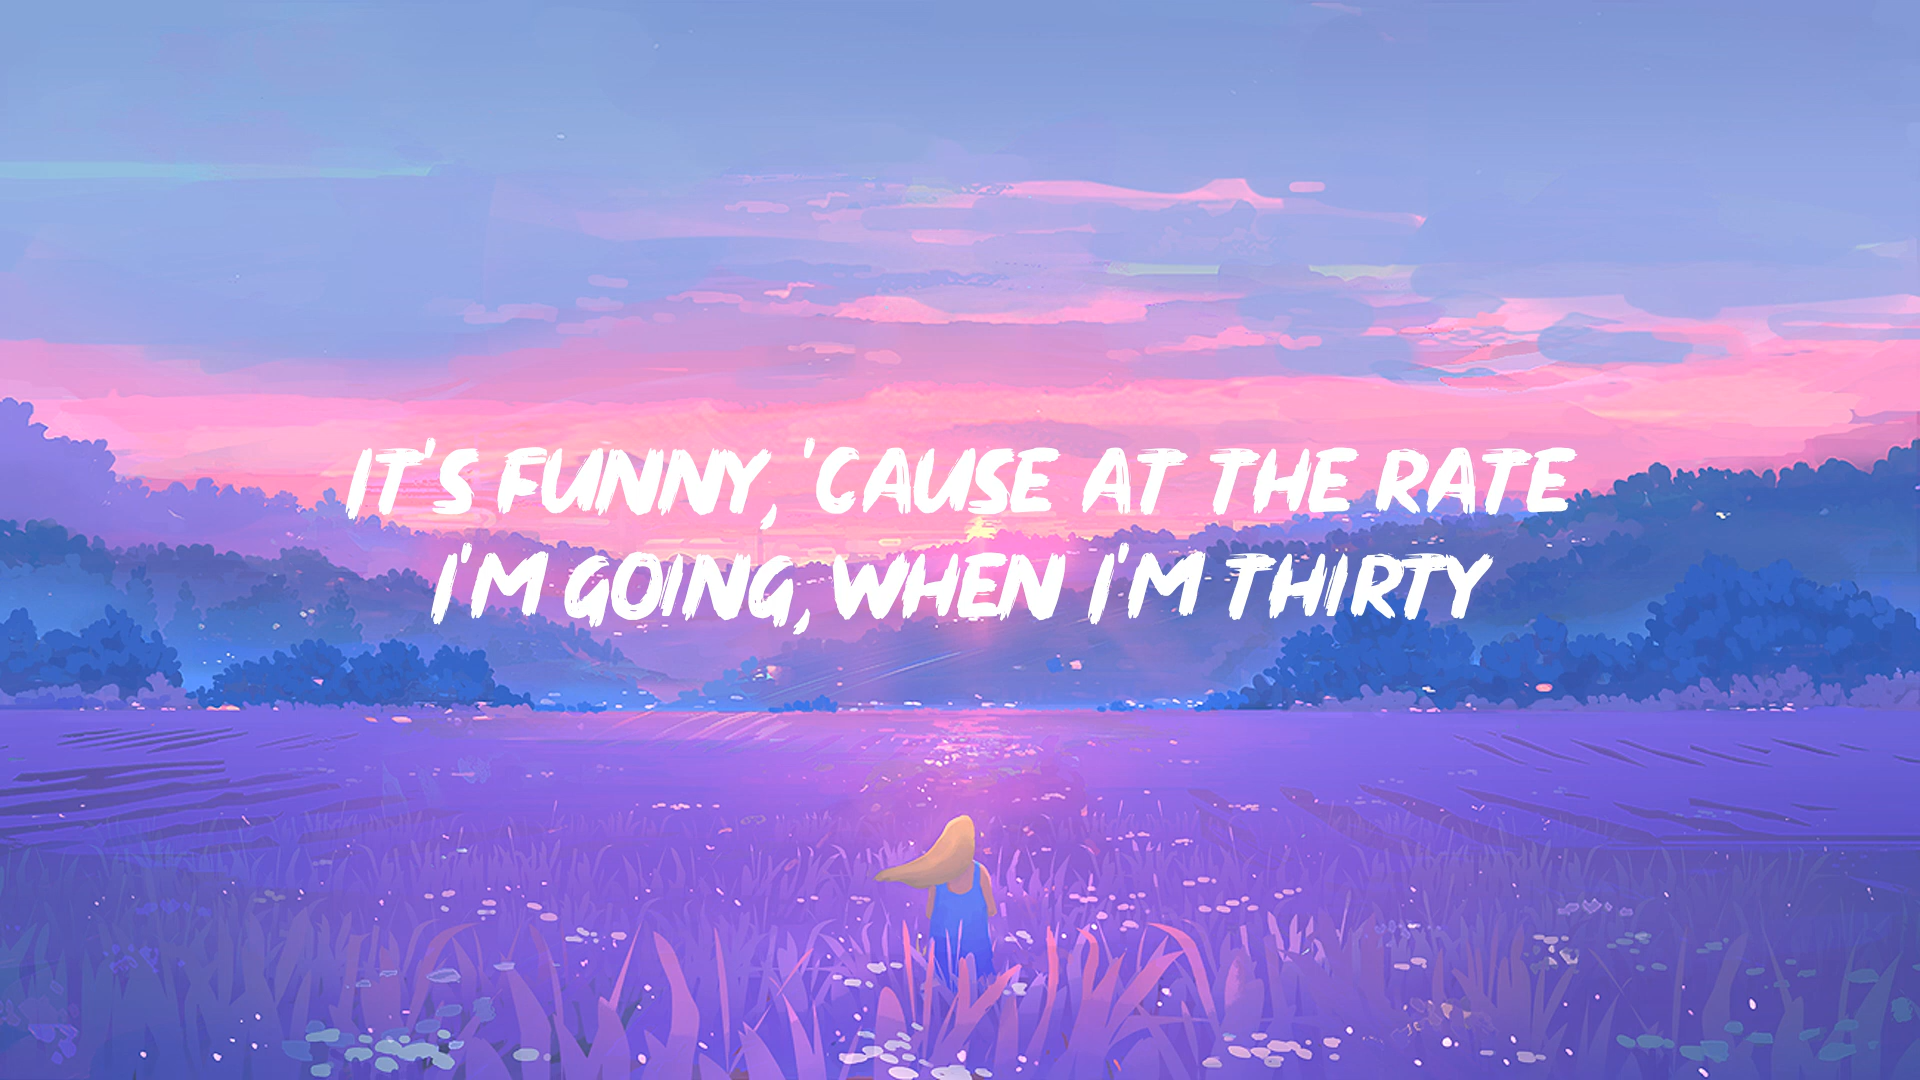 IT'S FUNNY, 'CAUSE AT THE RATE
I'M GOING, WHEN I'M THIRTY